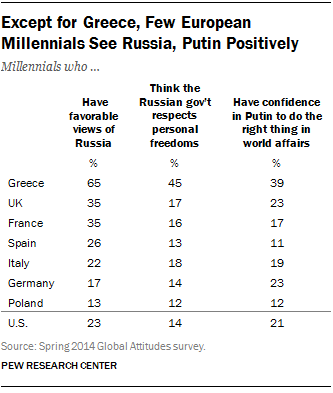 Except for Greece, Few European
Millennials See Russia, Putin Positively
Millennials who ...
Have favorable views of Russia
Think the Russian gov't respects personal freedoms
Have confidence in Putin to do the right thing in world affairs
% % %
Greece 65 45 39
UK 35 17 23
France 35 16 17
Spain 26 13 11
Italy 22 18 19
Germany 17 14 23
Poland 13 12 12
U.S. 23 14 21
Source: Spring 2014 Global Attitudes survey.
PEW RESEARCH CENTER